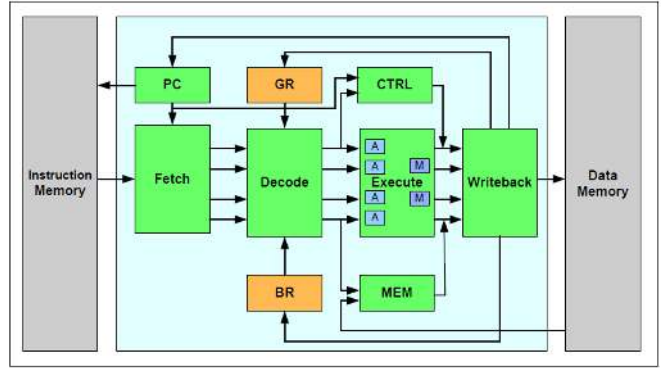 PC
GR
CTRL
Instruction
Memory
Fetch
Decode
A
A
A
A
M
M
Execute
Writeback
Data
Memory
BR
MEM